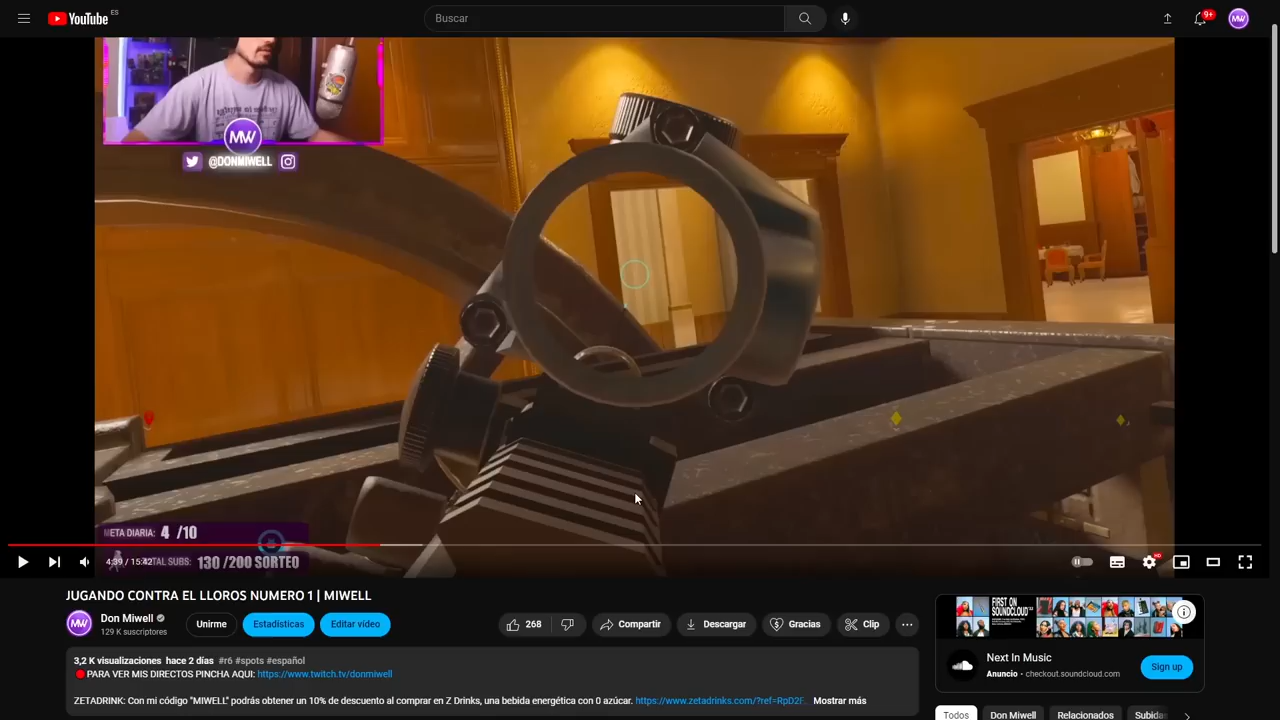 YouTube ES
Buscar
9+
MW
MW
@DONMIWELL
META DIARIA: 4 /10
TOTAL SUBS: 130 /200 SORTEO
4:39 / 15:42
HD
JUGANDO CONTRA EL LLOROS NUMERO 1 | MIWELL
MW
Don Miwell
129 K suscriptores
Unirme
Estadísticas
Editar vídeo
268
Compartir
Descargar
Gracias
Clip
3,2 K visualizaciones hace 2 días #r6 #spots #español
PARA VER MIS DIRECTOS PINCHA AQUI: https://www.twitch.tv/donmiwell
ZETADRINK: Con mi código "MIWELL" podrás obtener un 10% de descuento al comprar en Z Drinks, una bebida energética con 0 azúcar. https://www.zetadrinks.com/?ref=RpD2F... Mostrar más
FIRST ON
SOUNDCLOUD
Next In Music
Anuncio · checkout.soundcloud.com
Sign up
Todos
Don Miwell
Relacionados
Subida